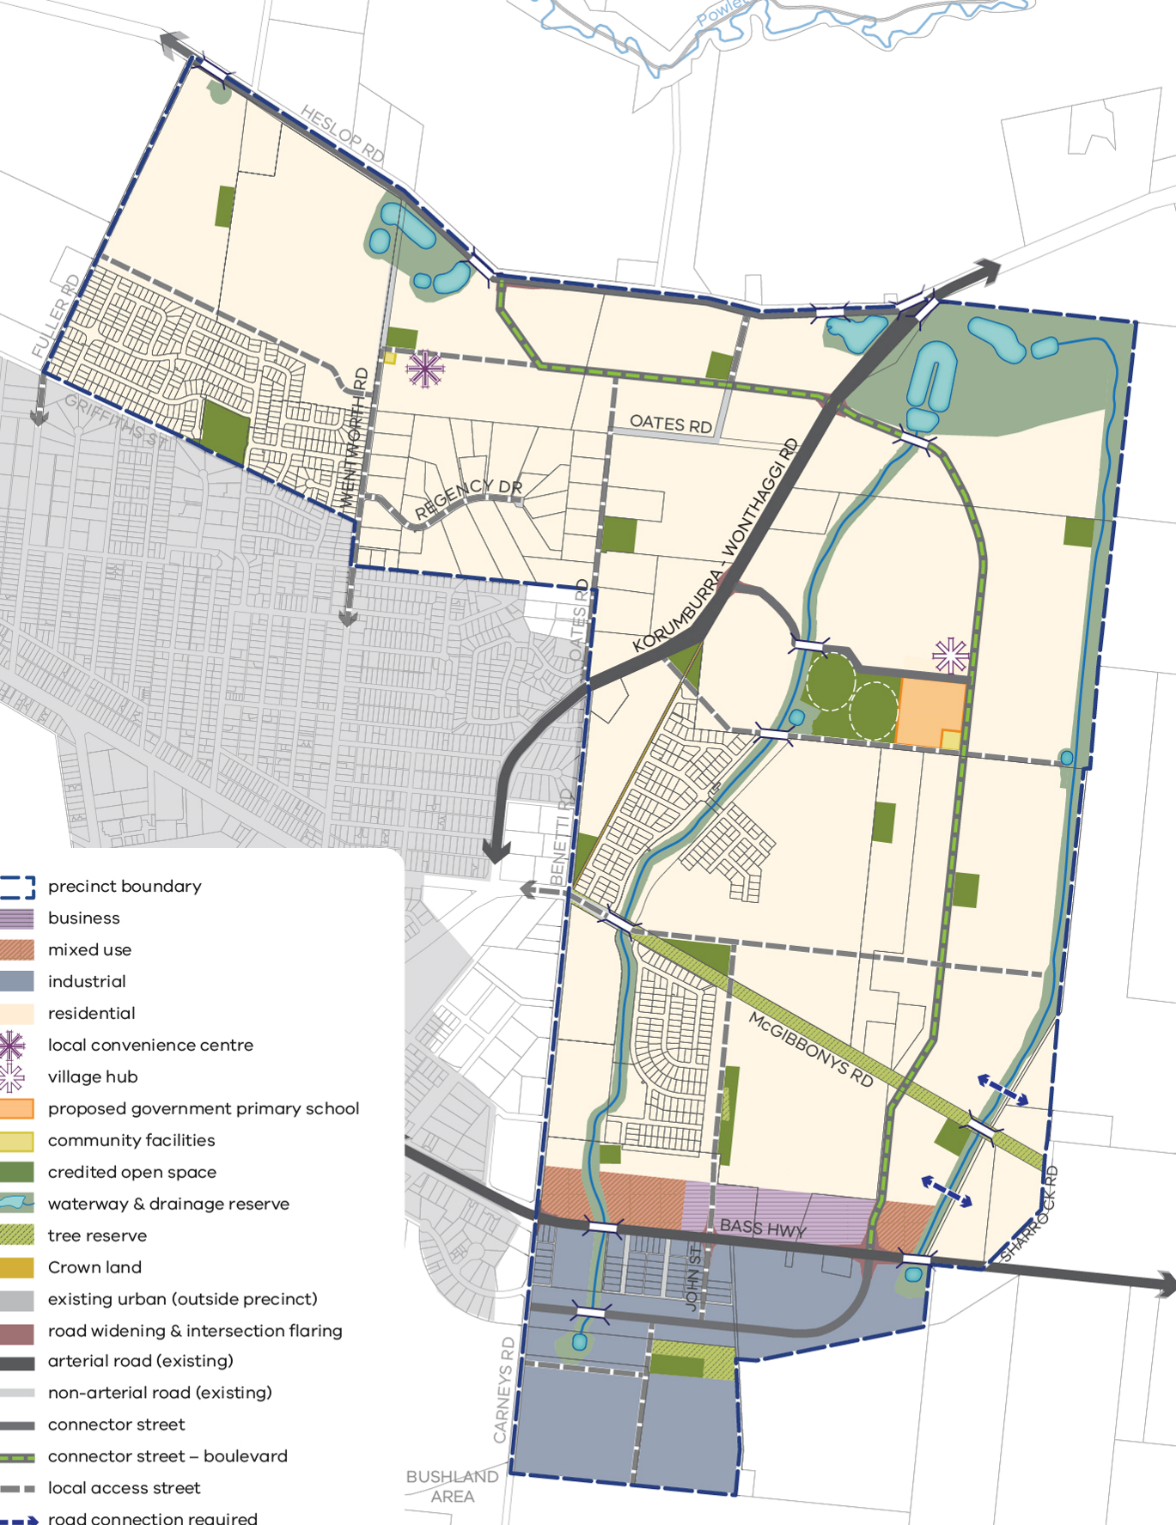 Powlet
HESLOP RD
FULLER RD
GRIFFITHS ST
WENTWORTH RD
OATES RD
REGENCY DR
KORUMBURRA - WONTHAGGI RD
OATES RD
BENETTI RD
McGIBBONYS RD
BASS HWY
JOHN ST
SHARROCK RD
CARNEYS RD
BUSHLAND
AREA
precinct boundary
business
mixed use
industrial
residential
local convenience centre
village hub
proposed government primary school
community facilities
credited open space
waterway & drainage reserve
tree reserve
Crown land
existing urban (outside precinct)
road widening & intersection flaring
arterial road (existing)
non-arterial road (existing)
connector street
connector street – boulevard
local access street
road connection required